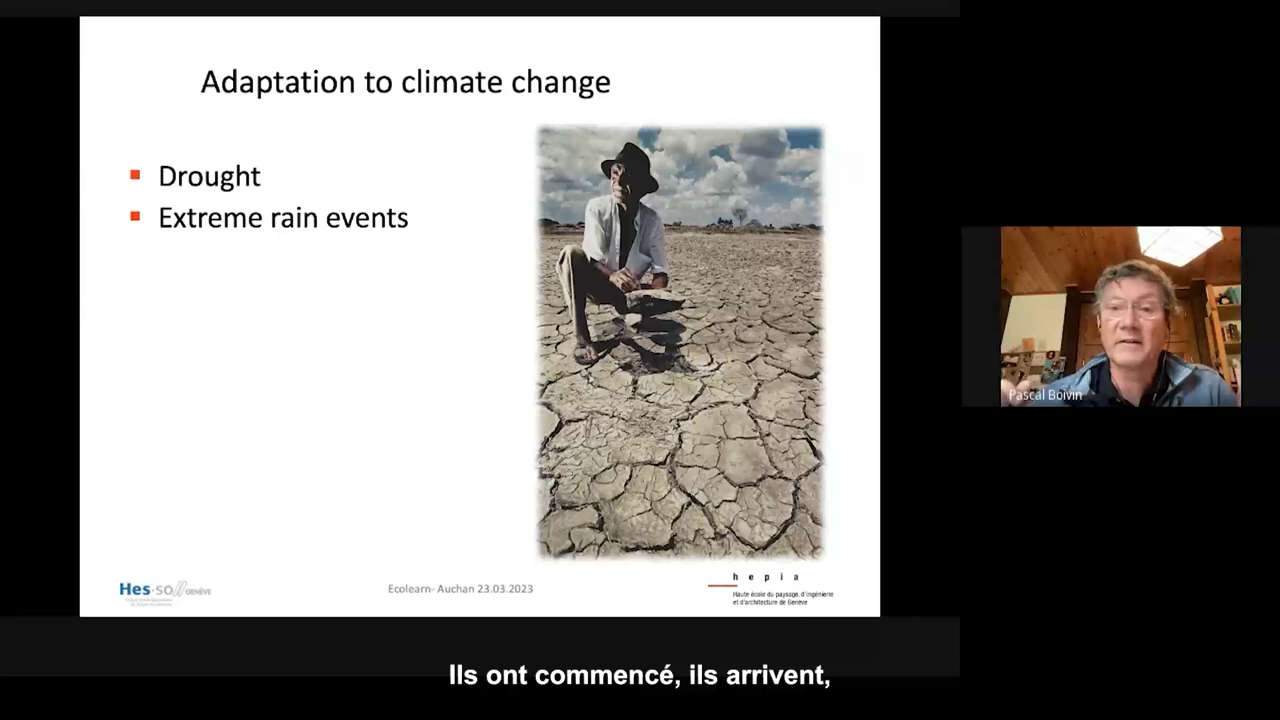 Adaptation to climate change
Drought
Extreme rain events
Pascal Boivin
Hes·so GENÈVE
Ecolearn- Auchan 23.03.2023
hepia
Haute école du paysage, d'ingénierie
et d'architecture de Genève
Ils ont commencé, ils arrivent,